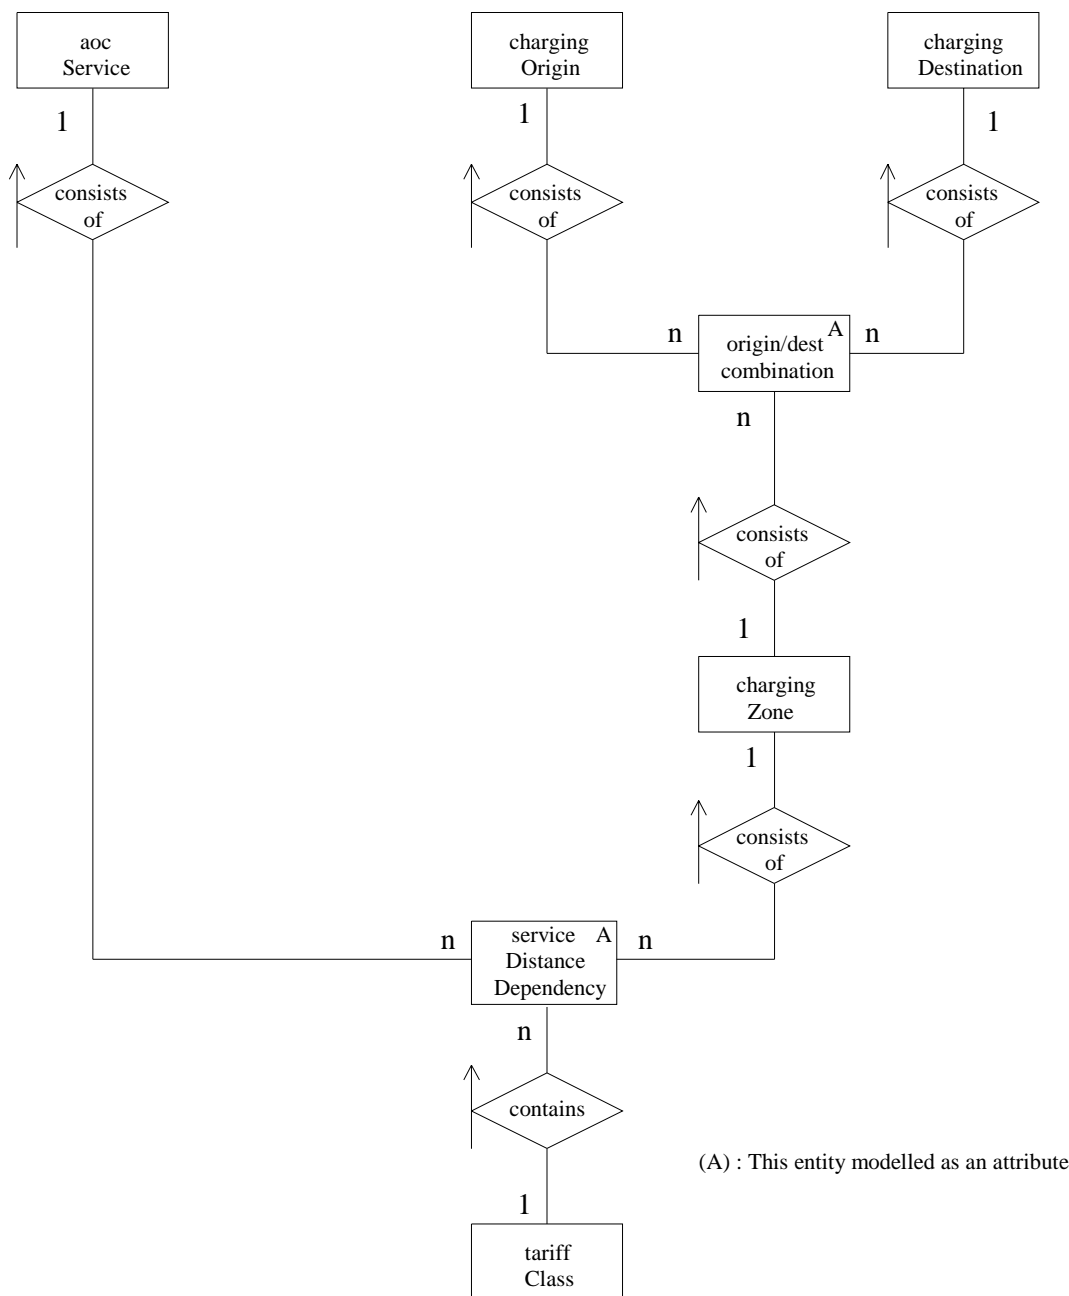 aoc
Service
charging
Origin
charging
Destination
1
1
1
consists
of
consists
of
consists
of
n
A
origin/dest
combination
n
n
consists
of
1
charging
Zone
1
consists
of
n
service A
Distance
Dependency
n
n
contains
(A) : This entity modelled as an attribute
1
tariff
Class